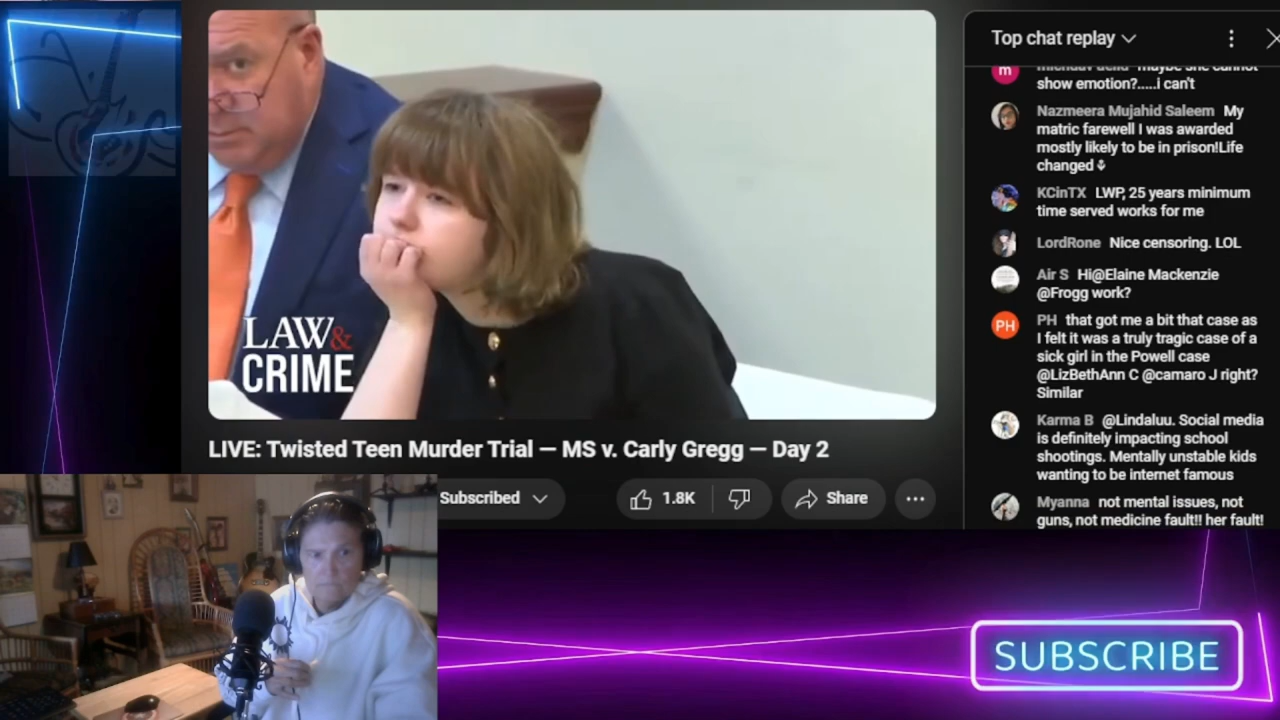 Top chat replay
maybe she cannot
show emotion?.....i can't
Nazmeera Mujahid Saleem My
matric farewell I was awarded
mostly likely to be in prison!Life
changed
KCinTX LWP, 25 years minimum
time served works for me
LordRone Nice censoring. LOL
Air S Hi@Elaine Mackenzie
@Frogg work?
PH that got me a bit that case as
I felt it was a truly tragic case of a
sick girl in the Powell case
@LizBethAnn C @camaro J right?
Similar
Karma B @Lindaluu. Social media
is definitely impacting school
shootings. Mentally unstable kids
wanting to be internet famous
Myanna not mental issues, not
guns, not medicine fault!! her fault!
m
PH
LAW&
CRIME
LIVE: Twisted Teen Murder Trial — MS v. Carly Gregg — Day 2
Subscribed
1.8K
Share
SUBSCRIBE